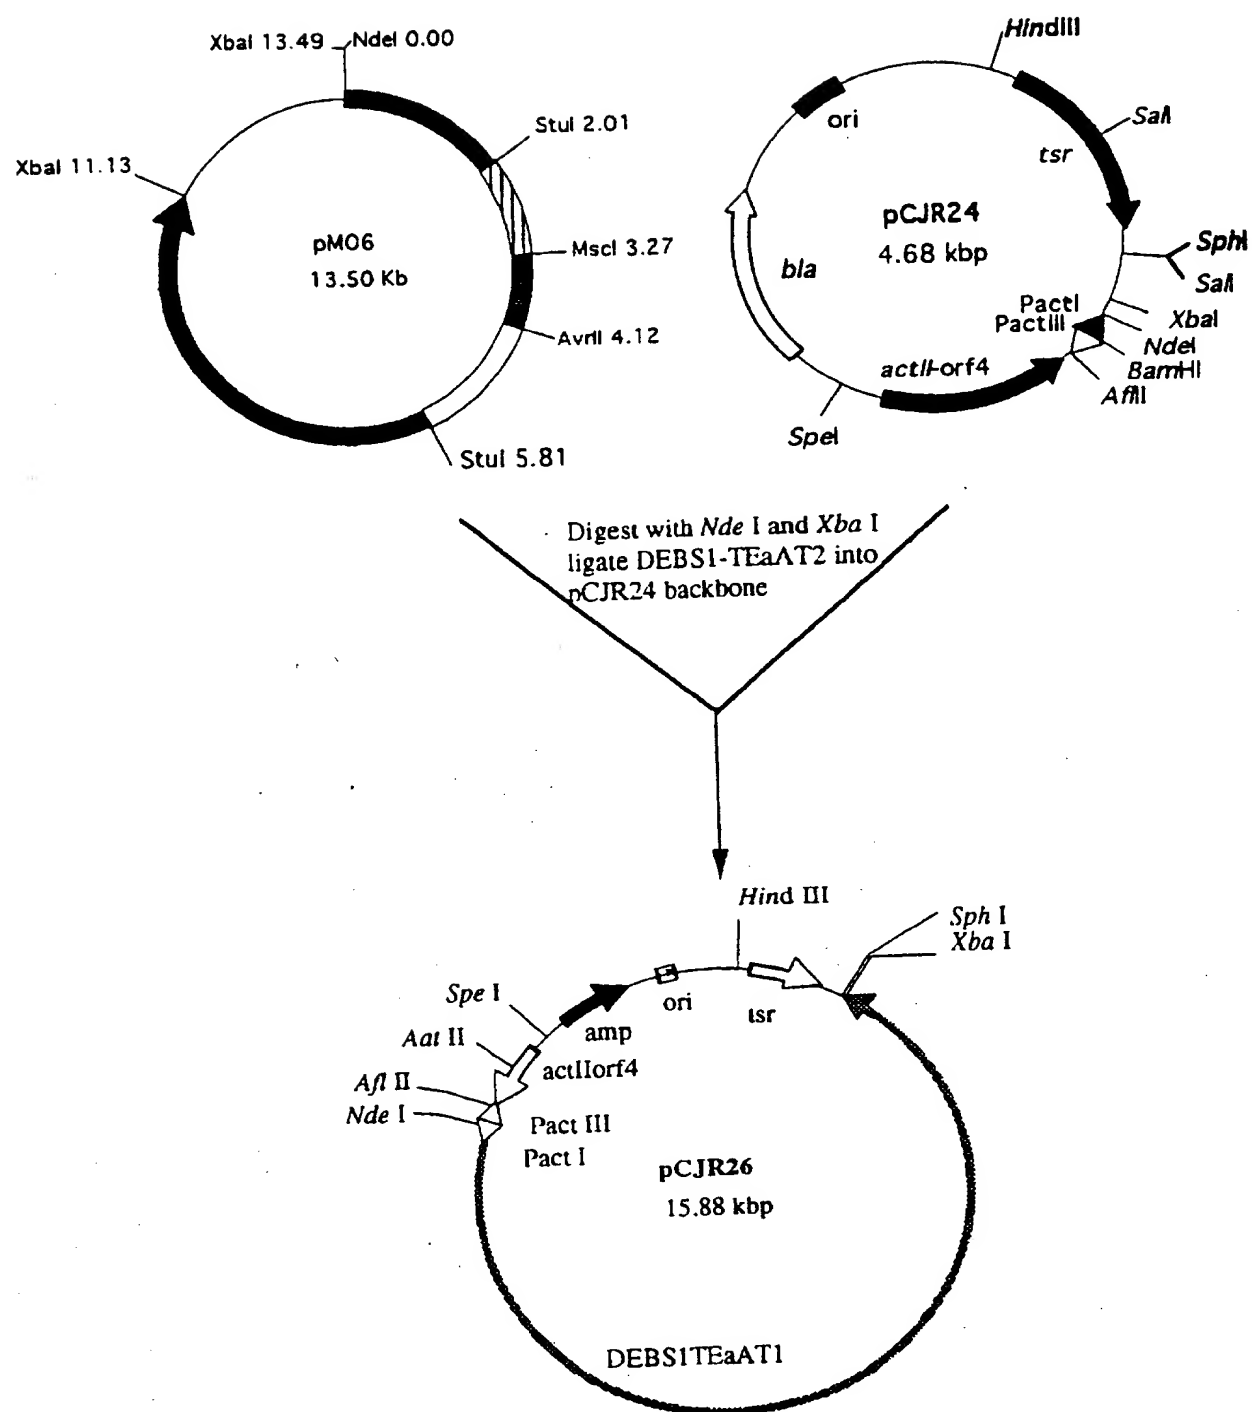 XbaI 13.49
NdeI 0.00
StuI 2.01
XbaI 11.13
pM06
13.50 Kb
MscI 3.27
AvrII 4.12
StuI 5.81
HindIII
ori
SalI
tsr
pCJR24
4.68 kbp
bla
SphI
SalI
PactI
PactIII
XbaI
NdeI
BamHI
AflII
actII-orf4
SpeI
Digest with Nde I and Xba I
ligate DEBS1-TEaAT2 into
pCJR24 backbone
Hind III
Sph I
Xba I
Spe I
ori
tsr
amp
Aat II
actIIorf4
Afl II
Nde I
Pact III
Pact I
pCJR26
15.88 kbp
DEBS1TEaAT1